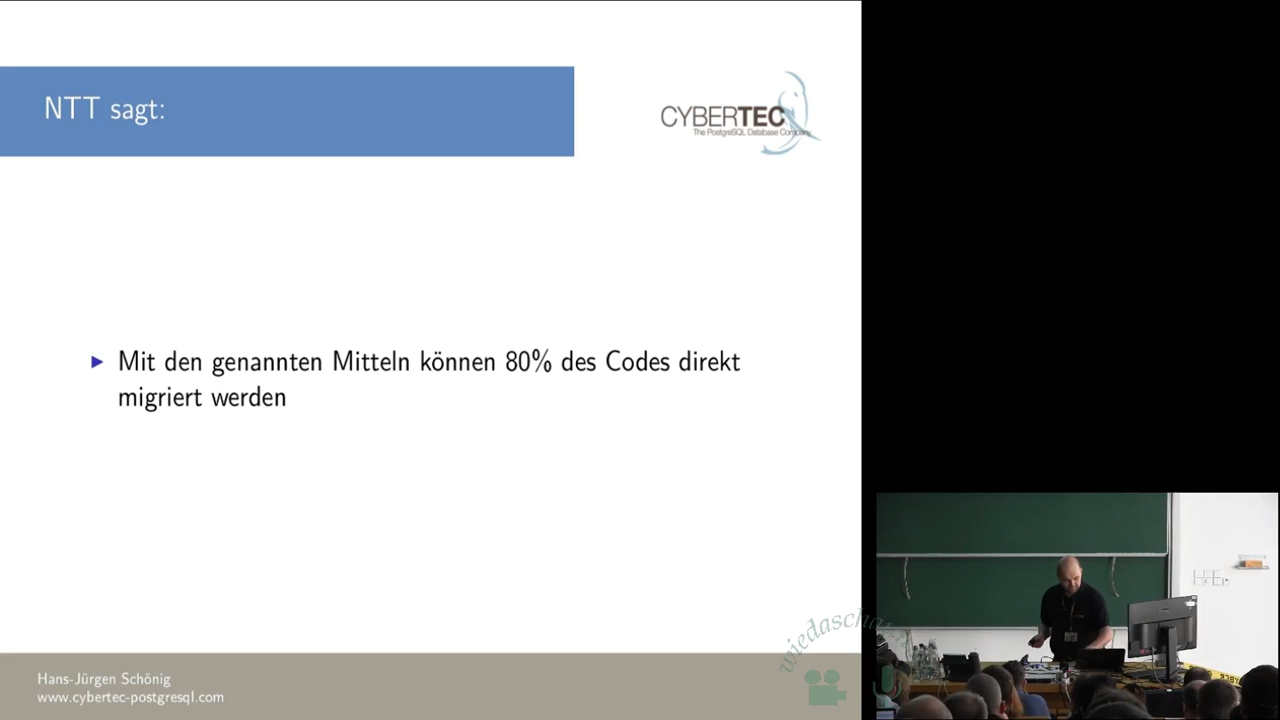 NTT sagt:
CYBERTEC
The PostgreSQL Database Company
Mit den genannten Mitteln können 80% des Codes direkt
migriert werden
Hans-Jürgen Schönig
www.cybertec-postgresql.com